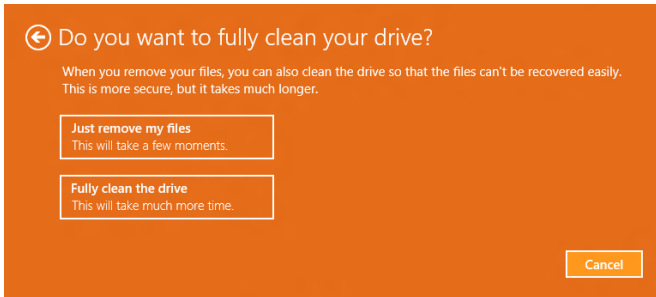 Do you want to fully clean your drive?
When you remove your files, you can also clean the drive so that the files can't be recovered easily.
This is more secure, but it takes much longer.
Just remove my files
This will take a few moments.
Fully clean the drive
This will take much more time.
Cancel